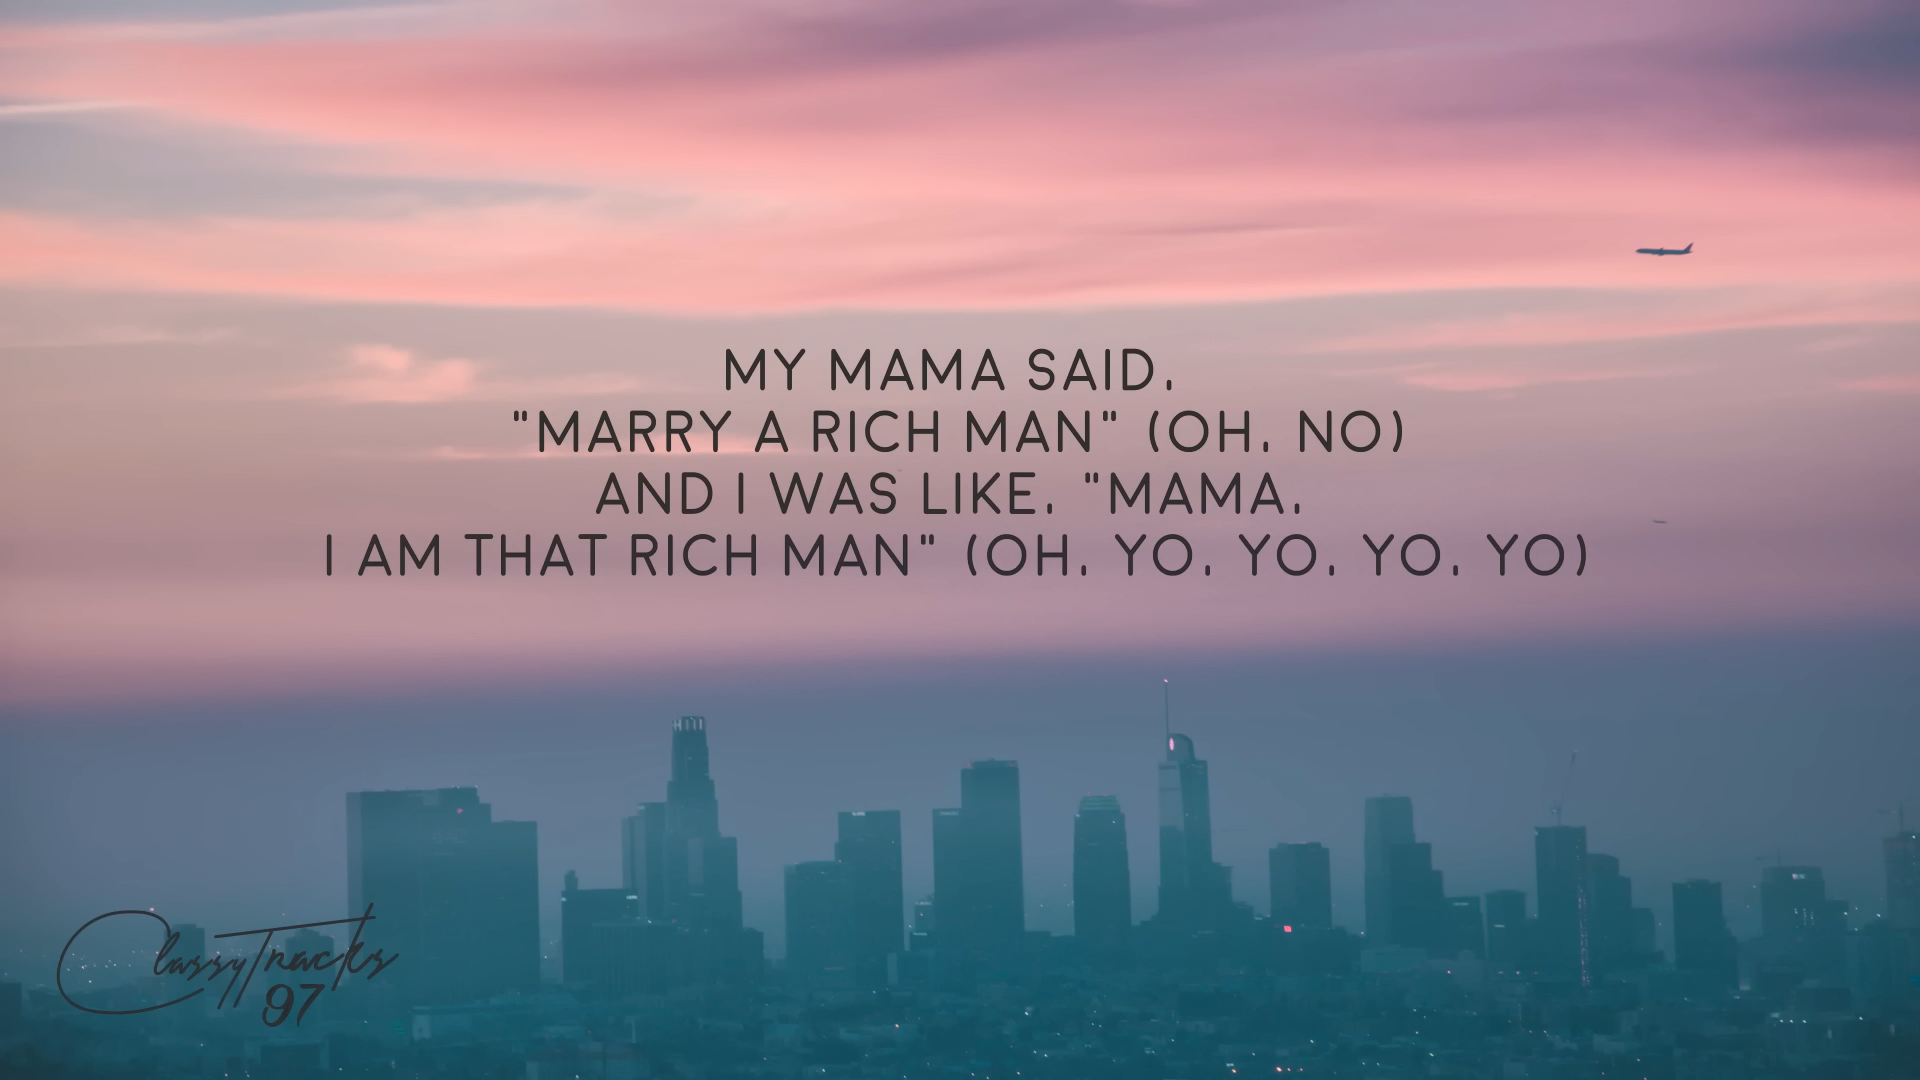 MY MAMA SAID,
"MARRY A RICH MAN" (OH, NO)
AND I WAS LIKE, "MAMA,
I AM THAT RICH MAN" (OH, YO, YO, YO, YO)
ClassyTracks
97